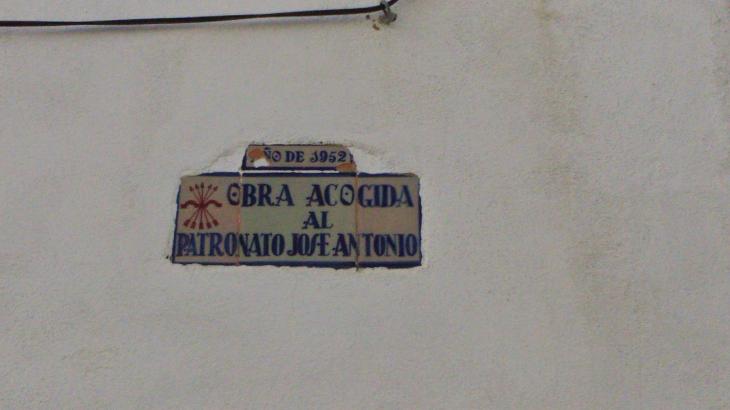 ÑO DE 1952
OBRA ACOGIDA
AL
PATRONATO JOSE ANTONIO